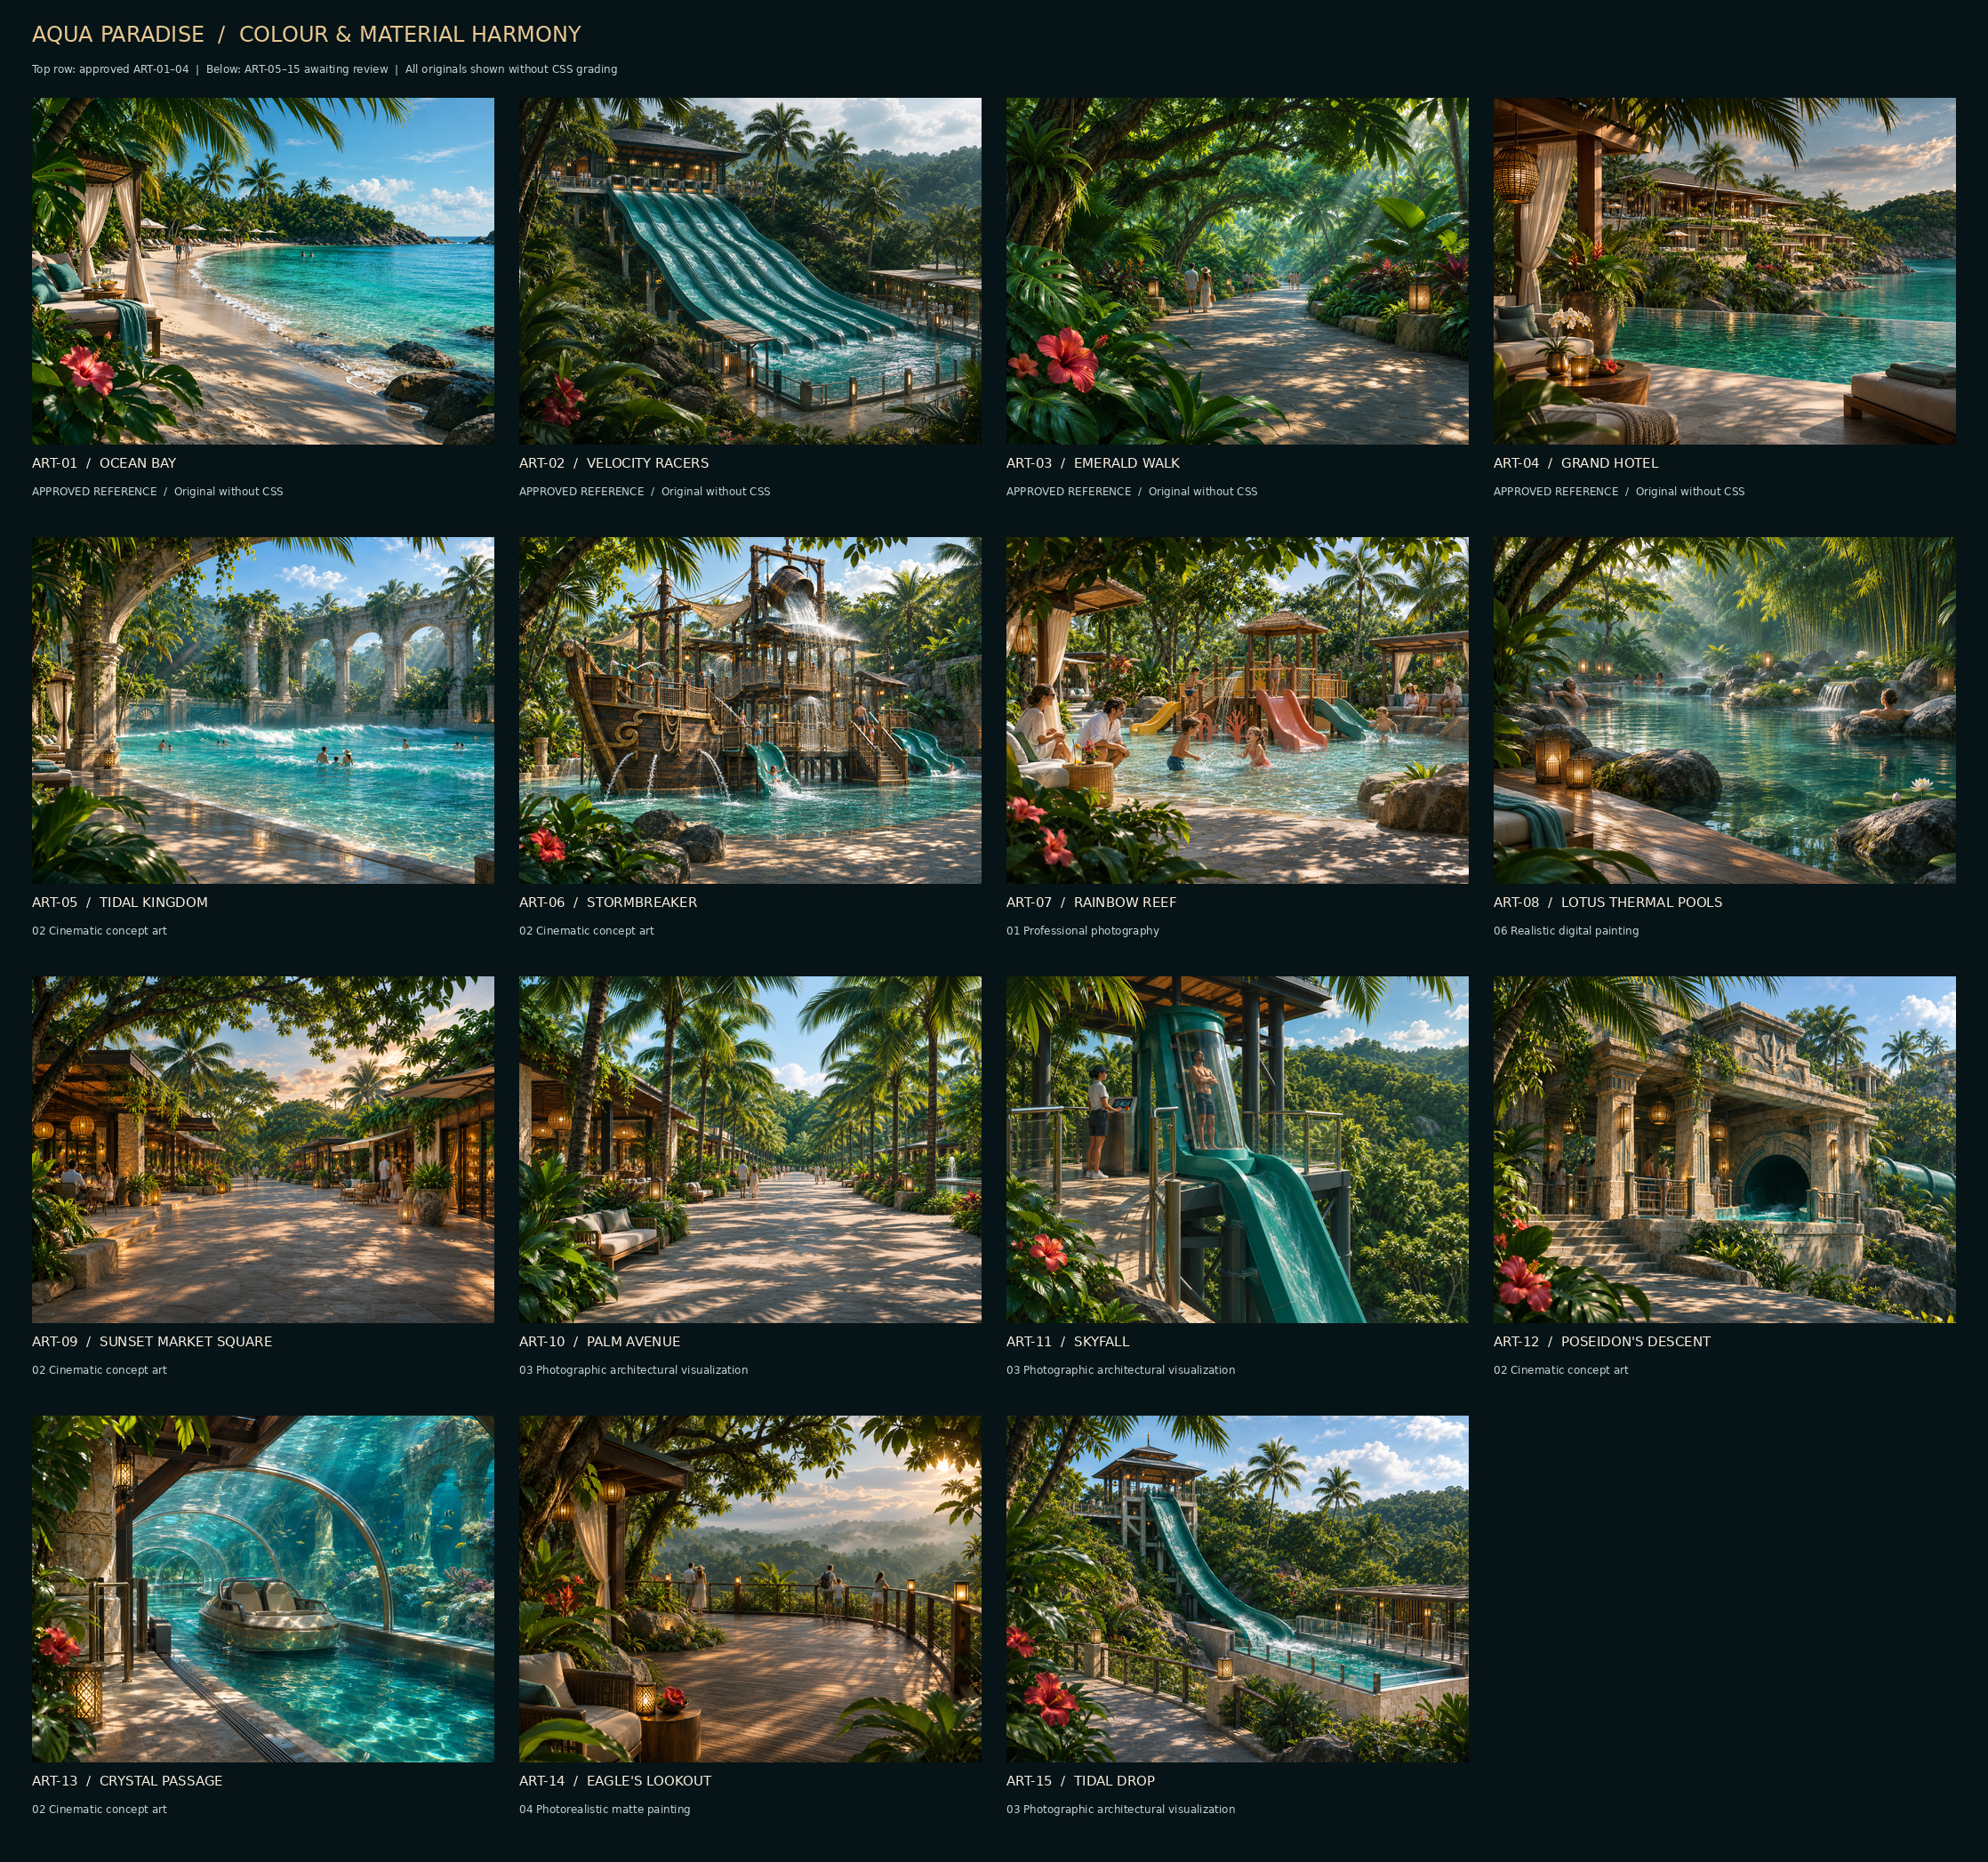 AQUA PARADISE / COLOUR & MATERIAL HARMONY
Top row: approved ART-01–04 | Below: ART-05–15 awaiting review | All originals shown without CSS grading
ART-01 / OCEAN BAY
APPROVED REFERENCE / Original without CSS
ART-02 / VELOCITY RACERS
APPROVED REFERENCE / Original without CSS
ART-03 / EMERALD WALK
APPROVED REFERENCE / Original without CSS
ART-04 / GRAND HOTEL
APPROVED REFERENCE / Original without CSS
ART-05 / TIDAL KINGDOM
02 Cinematic concept art
ART-06 / STORMBREAKER
02 Cinematic concept art
ART-07 / RAINBOW REEF
01 Professional photography
ART-08 / LOTUS THERMAL POOLS
06 Realistic digital painting
ART-09 / SUNSET MARKET SQUARE
02 Cinematic concept art
ART-10 / PALM AVENUE
03 Photographic architectural visualization
ART-11 / SKYFALL
03 Photographic architectural visualization
ART-12 / POSEIDON'S DESCENT
02 Cinematic concept art
ART-13 / CRYSTAL PASSAGE
02 Cinematic concept art
ART-14 / EAGLE'S LOOKOUT
04 Photorealistic matte painting
ART-15 / TIDAL DROP
03 Photographic architectural visualization